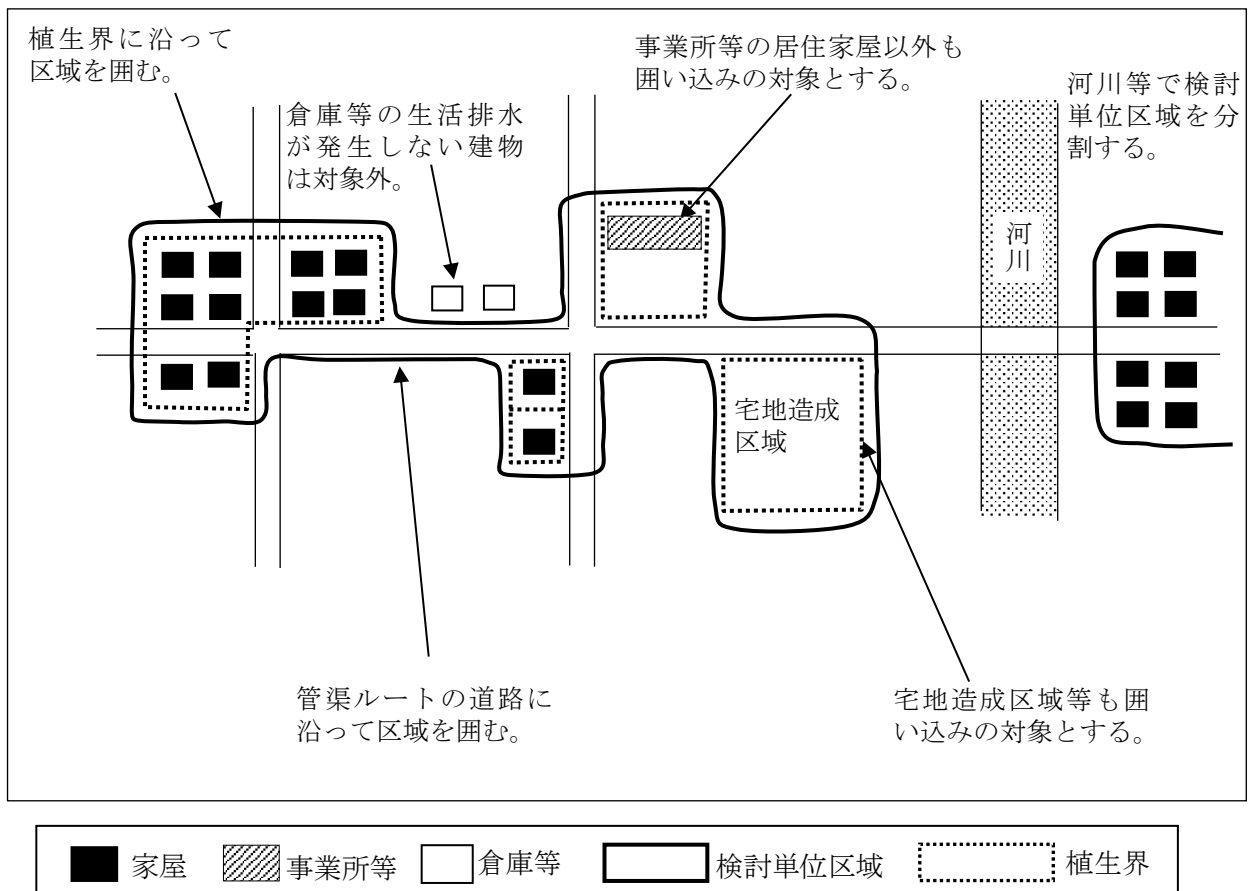 植生界に沿って
区域を囲む。
倉庫等の生活排水
が発生しない建物
は対象外。
事業所等の居住家屋以外も
囲い込みの対象とする。
河川等で検討
単位区域を分
割する。
河
川
宅地造成
区域
管渠ルートの道路に
沿って区域を囲む。
宅地造成区域等も囲
い込みの対象とする。
家屋 事業所等 倉庫等 検討単位区域 植生界